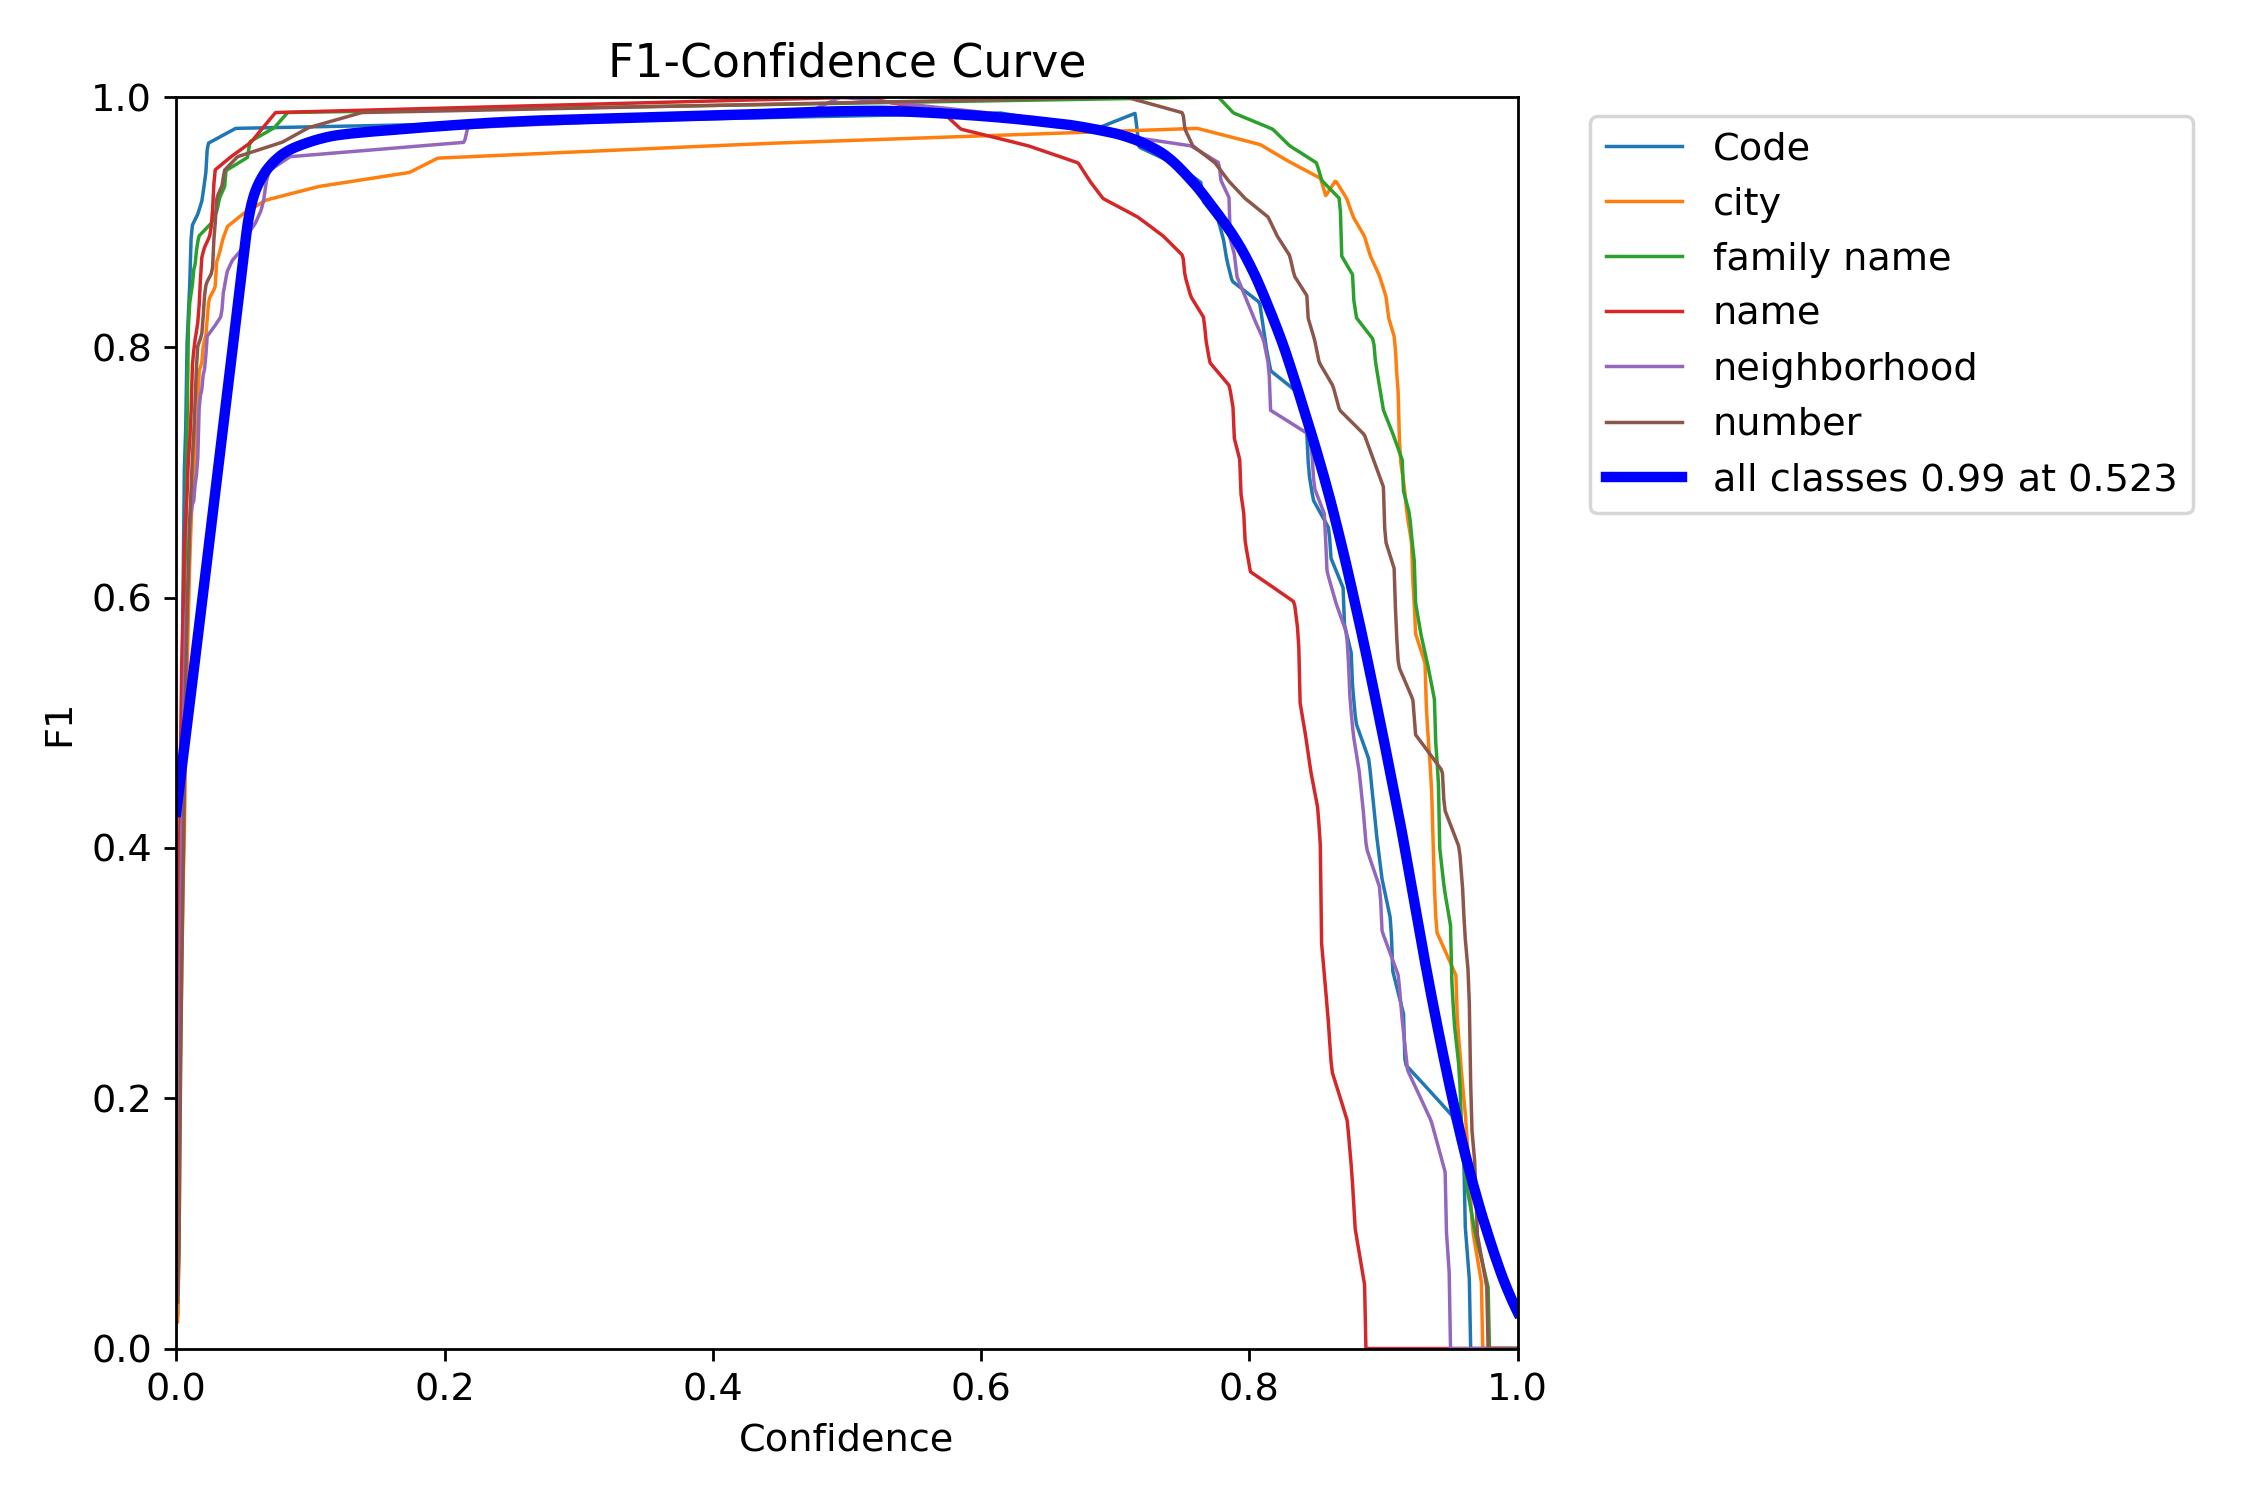 F1-Confidence Curve
1.0
0.8
0.6
0.4
0.2
0.0
F1
0.0 0.2 0.4 0.6 0.8 1.0
Confidence
Code
city
family name
name
neighborhood
number
all classes 0.99 at 0.523